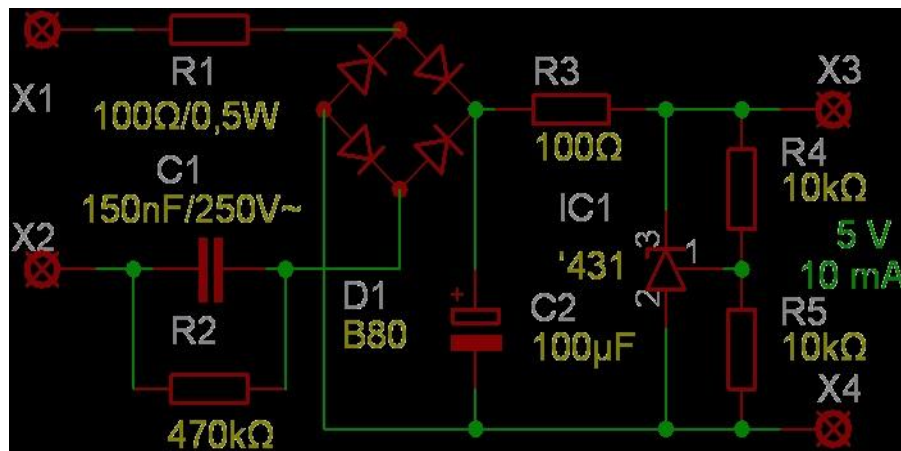 X1
R1
100Ω/0,5W
C1
150nF/250V~
X2
R2
470kΩ
D1
B80
+
C2
100µF
R3
100Ω
IC1
'431
3
1
2
X3
R4
10kΩ
5 V
10 mA
R5
10kΩ
X4